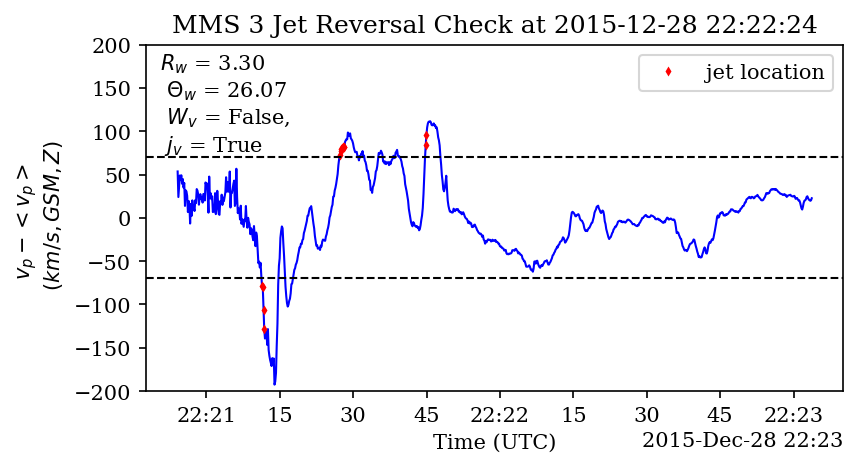 MMS 3 Jet Reversal Check at 2015-12-28 22:22:24
R_w = 3.30
Θ_w = 26.07
W_v = False,
j_v = True
jet location
v_p − < v_p >
(km/s, GSM, Z)
200
150
100
50
0
−50
−100
−150
−200
22:21 15 30 45 22:22 15 30 45 22:23
Time (UTC)
2015-Dec-28 22:23